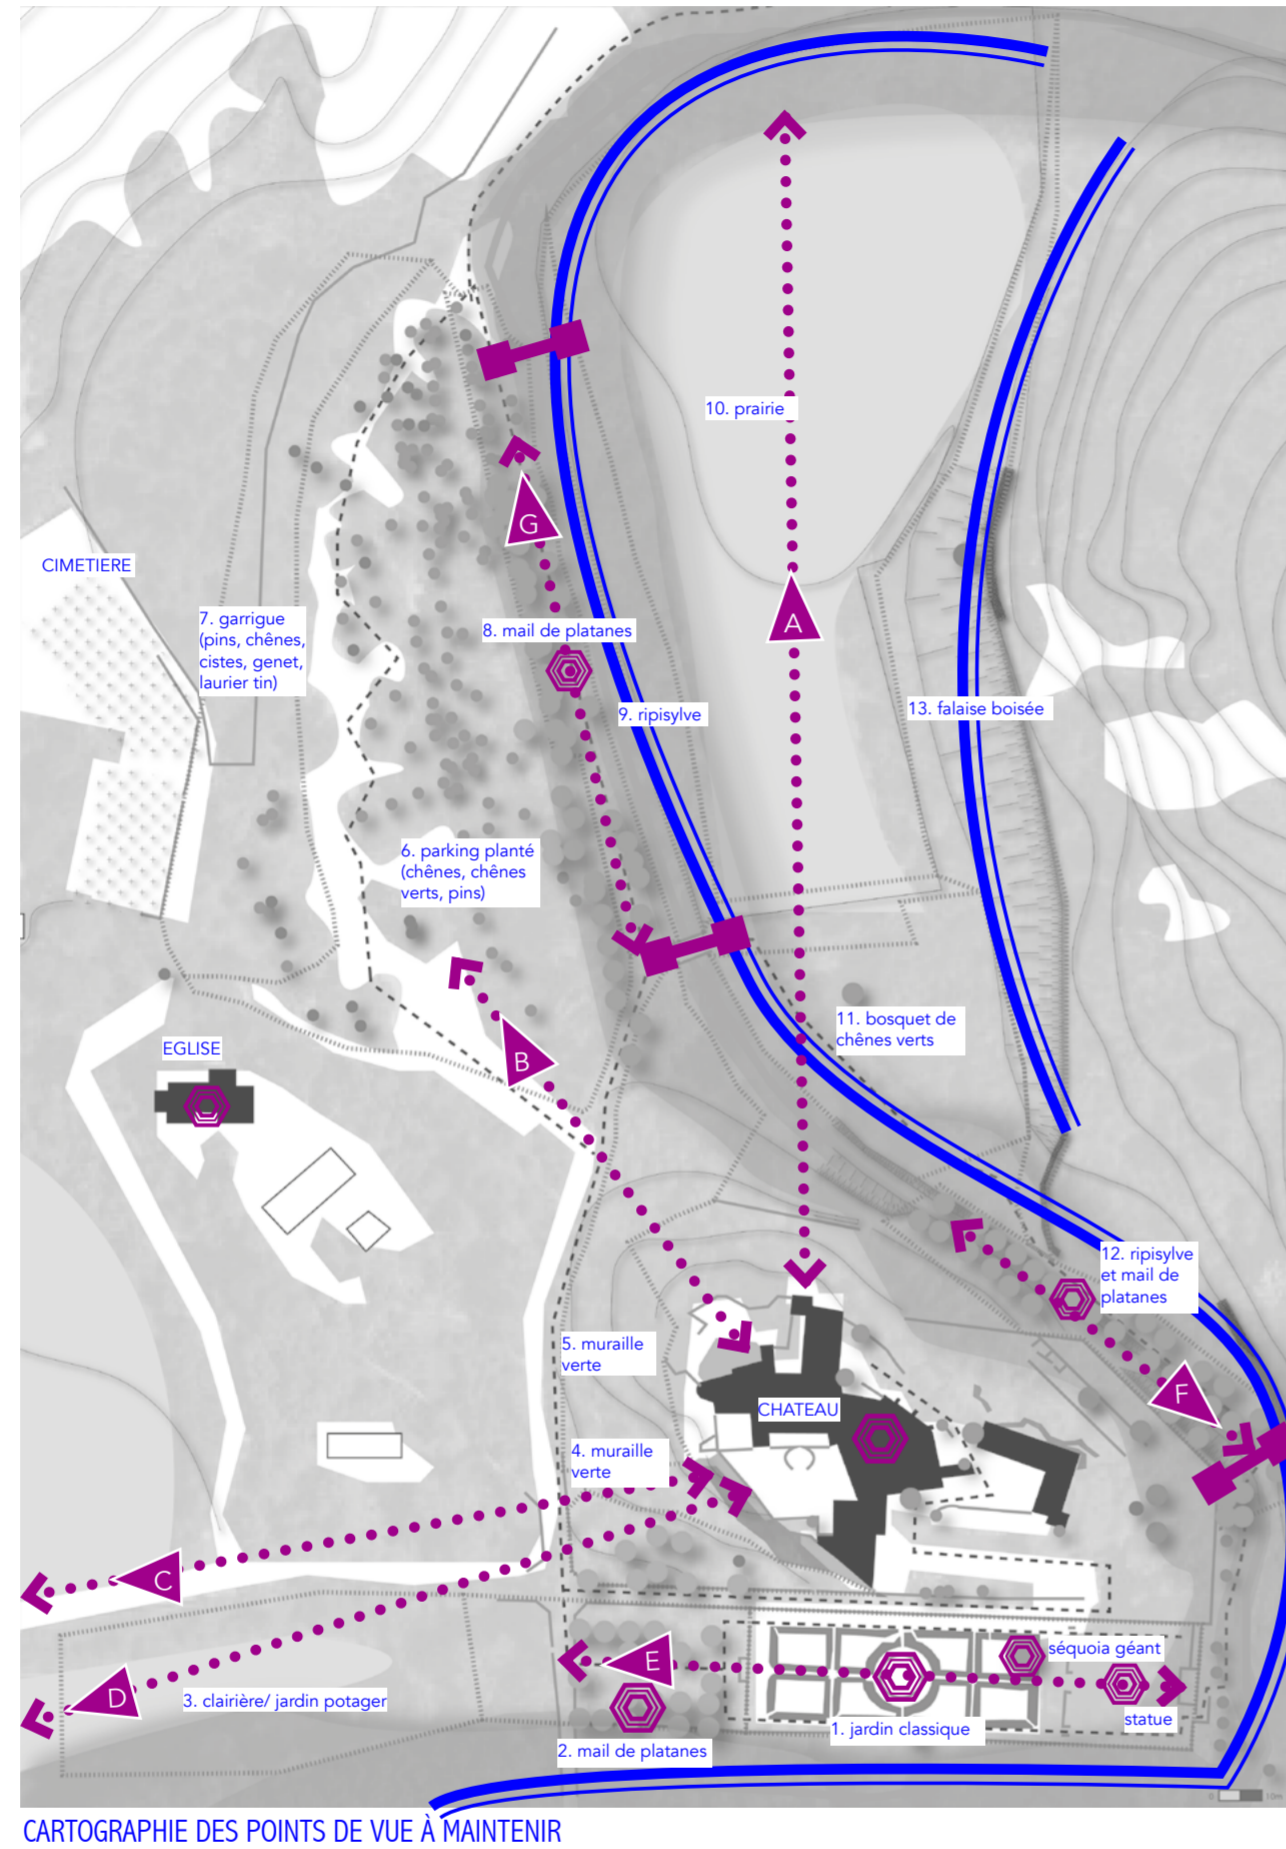 10. prairie
G
CIMETIERE
7. garrigue
(pins, chênes,
cistes, genet,
laurier tin)
8. mail de platanes
A
9. ripisylve
13. falaise boisée
6. parking planté
(chênes, chênes
verts, pins)
11. bosquet de
chênes verts
EGLISE
B
12. ripisylve
et mail de
platanes
5. muraille
verte
F
CHATEAU
4. muraille
verte
C
séquoia géant
E
D
3. clairière/ jardin potager
statue
1. jardin classique
2. mail de platanes
0 10m
CARTOGRAPHIE DES POINTS DE VUE À MAINTENIR